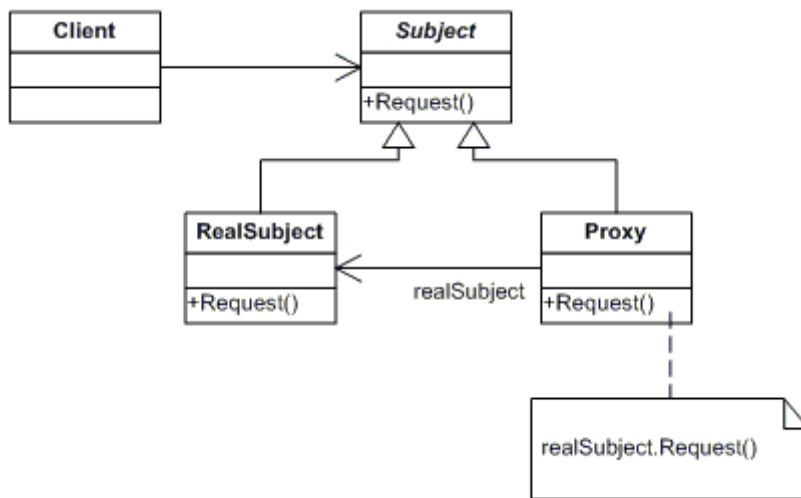 Client
Subject
+Request()
RealSubject
+Request()
realSubject
Proxy
+Request()
realSubject.Request()